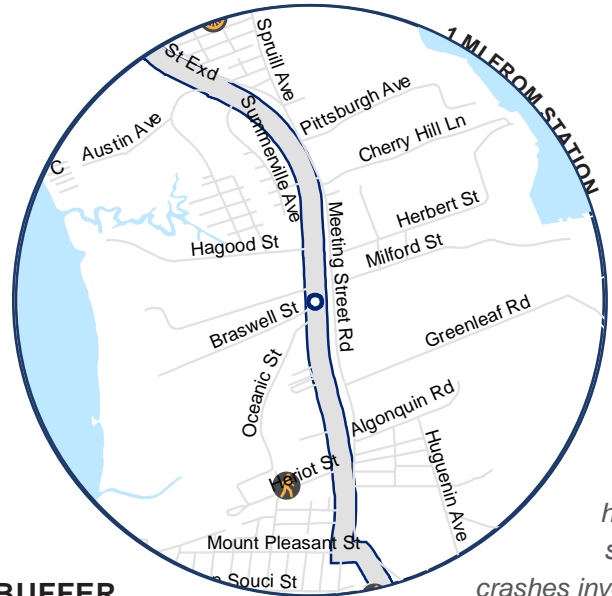 1 MI FROM STATION
St Exd
Spruill Ave
Pittsburgh Ave
Austin Ave
Summerville Ave
Cherry Hill Ln
C
Meeting Street Rd
Herbert St
Hagood St
Milford St
Braswell St
Greenleaf Rd
Oceanic St
Algonquin Rd
Huguenin Ave
Heriot St
Mount Pleasant St
Souci St
BUFFER
crashes